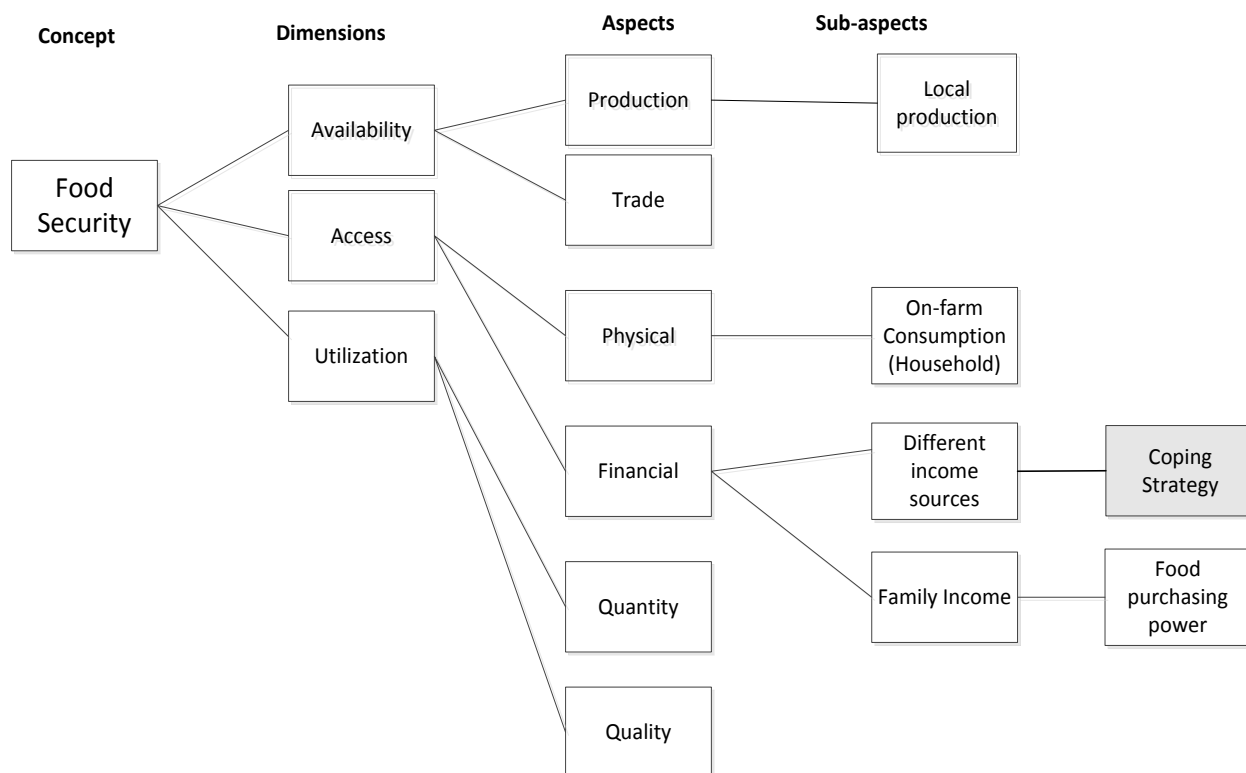 Concept
Dimensions
Aspects
Sub-aspects
Food
Security
Availability
Access
Utilization
Production
Trade
Physical
Financial
Quantity
Quality
Local
production
On-farm
Consumption
(Household)
Different
income
sources
Family Income
Coping
Strategy
Food
purchasing
power